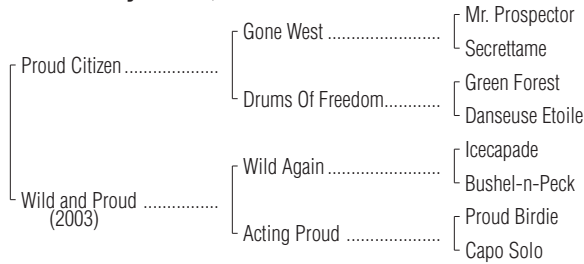 Mr. Prospector
Gone West ........................
Secrettame
Proud Citizen ....................
Green Forest
Drums Of Freedom............
Danseuse Etoile
Icecapade
Wild Again ........................
Bushel-n-Peck
Wild and Proud ................
(2003)
Proud Birdie
Acting Proud ....................
Capo Solo